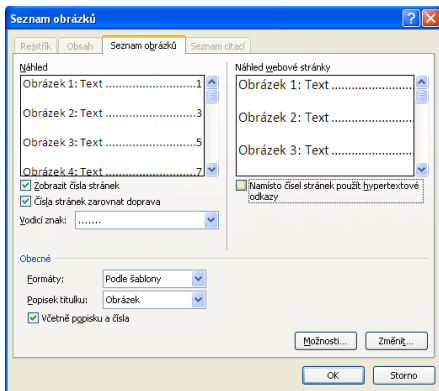 Seznam obrázků
Rejstřík Obsah Seznam obrázků Seznam citací
Náhled
Obrázek 1: Text ..............................1
Obrázek 2: Text ..............................3
Obrázek 3: Text ..............................5
Obrázek 4: Text ..............................7
Zobrazit čísla stránek
Čísla stránek zarovnat doprava
Vodicí znak: .......
Náhled webové stránky
Obrázek 1: Text ....................
Obrázek 2: Text ....................
Obrázek 3: Text ....................
Namísto čísel stránek použít hypertextové
odkazy
Obecné
Formáty: Podle šablony
Popisek titulku: Obrázek
Včetně popisku a čísla
Možnosti... Změnit...
OK Storno